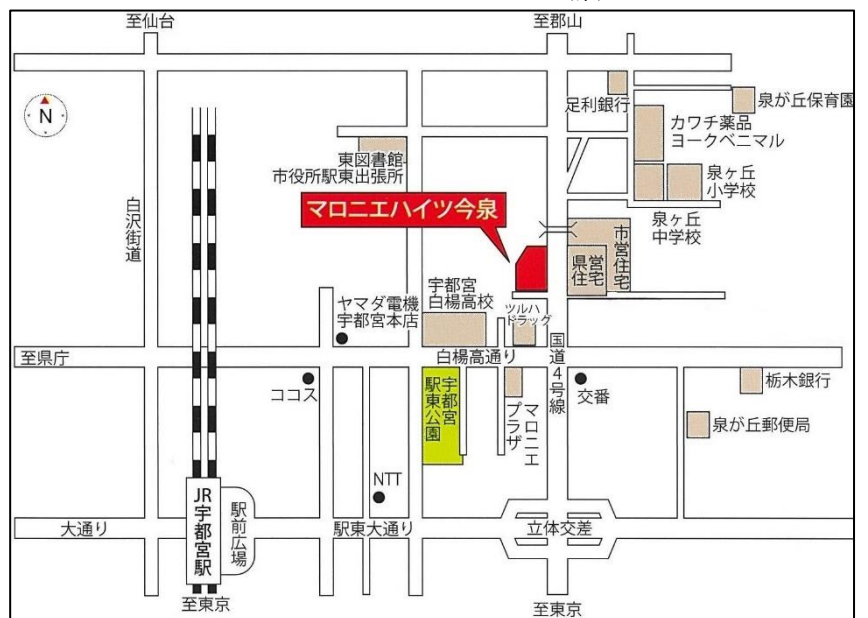 至仙台
至郡山
N
足利銀行
泉が丘保育園
カワチ薬品
ヨークベニマル
東図書館
市役所駅東出張所
泉ヶ丘
小学校
マロニエハイツ今泉
泉ヶ丘
中学校
白沢街道
市営住宅
県営
住宅
宇都宮
白楊高校
ヤマダ電機
宇都宮本店
ツルハ
ドラッグ
至県庁
白楊高通り
国道4号線
ココス
宇都宮
駅東公園
マロニエ
プラザ
交番
栃木銀行
泉が丘郵便局
NTT
JR宇都宮駅
駅前広場
大通り
駅東大通り
立体交差
至東京
至東京